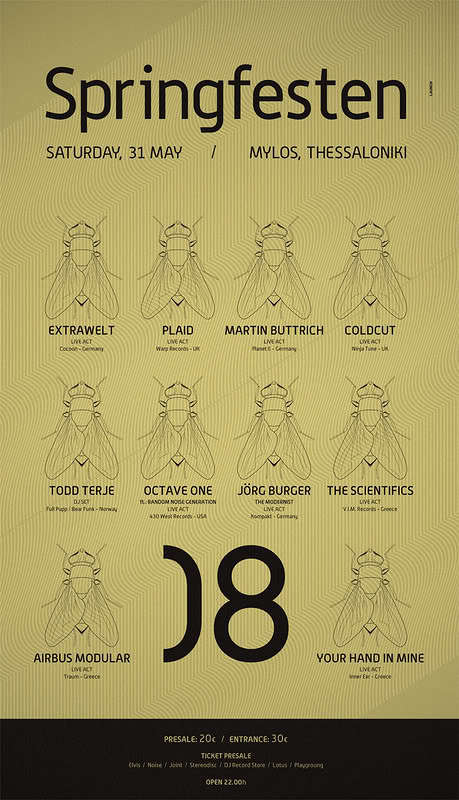 Springfesten
LAUNCH
SATURDAY, 31 MAY / MYLOS, THESSALONIKI
EXTRAWELT
LIVE ACT
Cocoon - Germany
PLAID
LIVE ACT
Warp Records - UK
MARTIN BUTTRICH
LIVE ACT
Planet E - Germany
COLDCUT
LIVE ACT
Ninja Tune - UK
TODD TERJE
DJ SET
Full Pupp / Bear Funk - Norway
OCTAVE ONE
ft. RANDOM NOISE GENERATION
LIVE ACT
430 West Records - USA
JÖRG BURGER
THE MODERNIST
LIVE ACT
Kompakt - Germany
THE SCIENTIFICS
LIVE ACT
V.I.M. Records - Greece
AIRBUS MODULAR
LIVE ACT
Traum - Greece
08
YOUR HAND IN MINE
LIVE ACT
Inner Ear - Greece
PRESALE: 20€ / ENTRANCE: 30€
TICKET PRESALE
Elvis / Noise / Joint / Stereodisc / DJ Record Store / Lotus / Playground
OPEN 22.00h